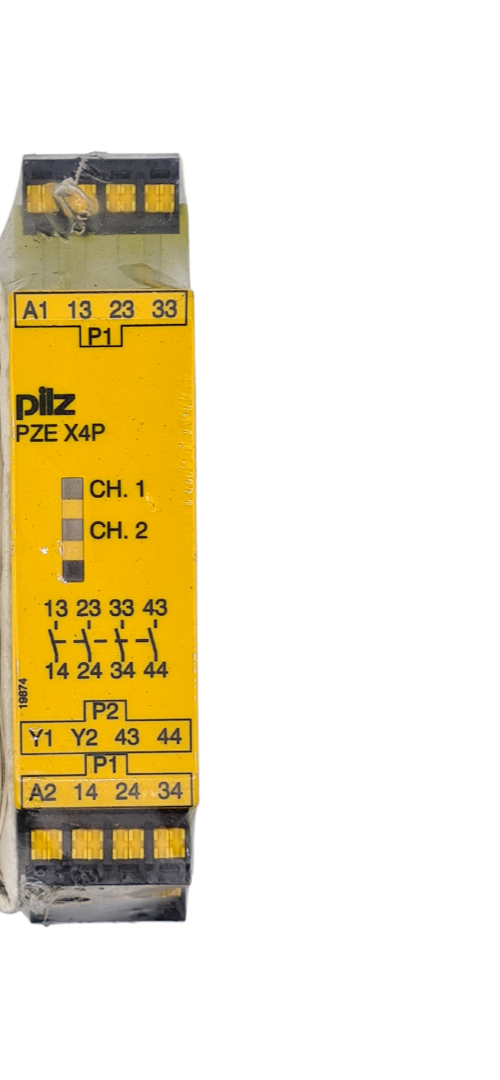 A1 13 23 33
P1
pilz
PZE X4P
CH. 1
CH. 2
13 23 33 43
14 24 34 44
19874
P2
Y1 Y2 43 44
P1
A2 14 24 34